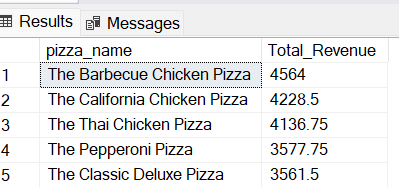 Results Messages
pizza_name Total_Revenue
1 The Barbecue Chicken Pizza 4564
2 The California Chicken Pizza 4228.5
3 The Thai Chicken Pizza 4136.75
4 The Pepperoni Pizza 3577.75
5 The Classic Deluxe Pizza 3561.5